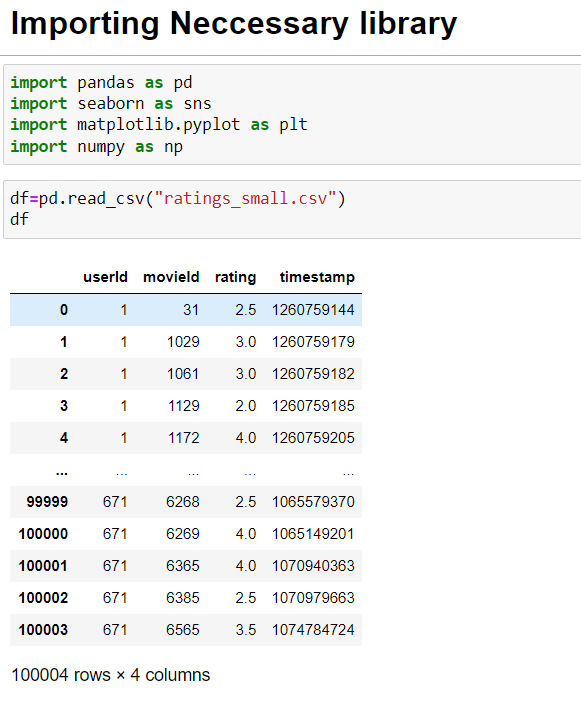 Importing Neccessary library
import pandas as pd
import seaborn as sns
import matplotlib.pyplot as plt
import numpy as np
df=pd.read_csv("ratings_small.csv")
df
userId movieId rating timestamp
0 1 31 2.5 1260759144
1 1 1029 3.0 1260759179
2 1 1061 3.0 1260759182
3 1 1129 2.0 1260759185
4 1 1172 4.0 1260759205
... ... ... ... ...
99999 671 6268 2.5 1065579370
100000 671 6269 4.0 1065149201
100001 671 6365 4.0 1070940363
100002 671 6385 2.5 1070979663
100003 671 6565 3.5 1074784724
100004 rows × 4 columns